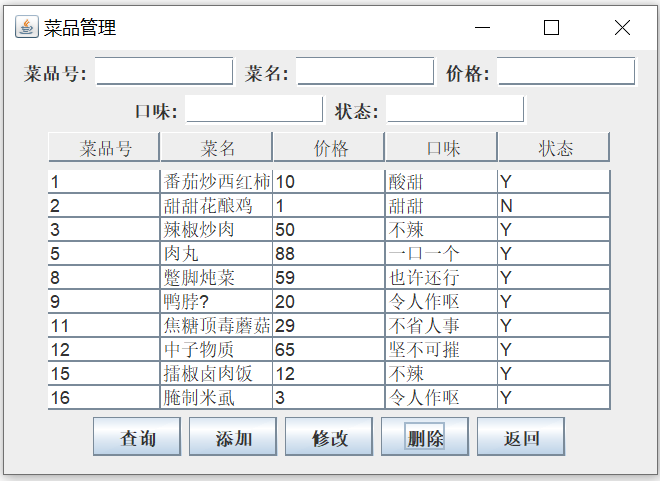 菜品管理
菜品号: 菜名: 价格:
口味: 状态:
菜品号 菜名 价格 口味 状态
1 番茄炒西红柿 10 酸甜 Y
2 甜甜花酿鸡 1 甜甜 N
3 辣椒炒肉 50 不辣 Y
5 肉丸 88 一口一个 Y
8 蹩脚炖菜 59 也许还行 Y
9 鸭脖? 20 令人作呕 Y
11 焦糖顶毒蘑菇 29 不省人事 Y
12 中子物质 65 坚不可摧 Y
15 擂椒卤肉饭 12 不辣 Y
16 腌制米虱 3 令人作呕 Y
查询 添加 修改 删除 返回